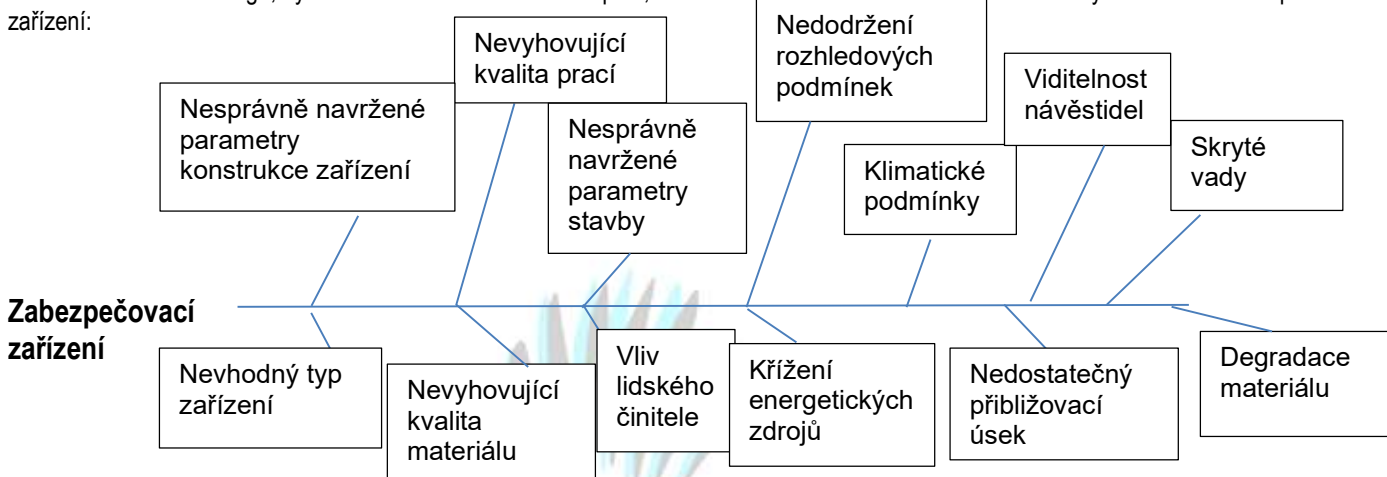 zařízení:
Nevyhovující
kvalita prací
Nedodržení
rozhledových
podmínek
Viditelnost
návěstidel
Nesprávně navržené
parametry
konstrukce zařízení
Nesprávně
navržené
parametry
stavby
Klimatické
podmínky
Skryté
vady
Zabezpečovací
zařízení
Nevhodný typ
zařízení
Nevyhovující
kvalita
materiálu
Vliv
lidského
činitele
Křížení
energetických
zdrojů
Nedostatečný
přibližovací
úsek
Degradace
materiálu